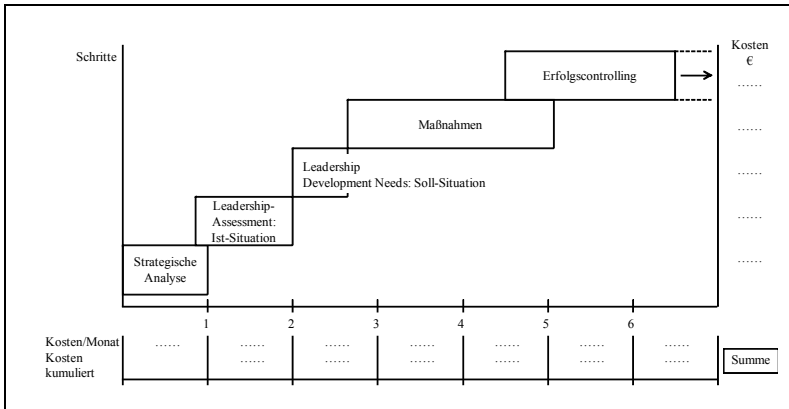 Schritte
Kosten
€
Erfolgscontrolling
......
Maßnahmen
......
Leadership
Development Needs: Soll-Situation
......
Leadership-
Assessment:
Ist-Situation
......
Strategische
Analyse
......
1 2 3 4 5 6
Kosten/Monat ...... ...... ...... ...... ...... ...... ......
Kosten ...... ...... ...... ...... ...... ...... Summe
kumuliert